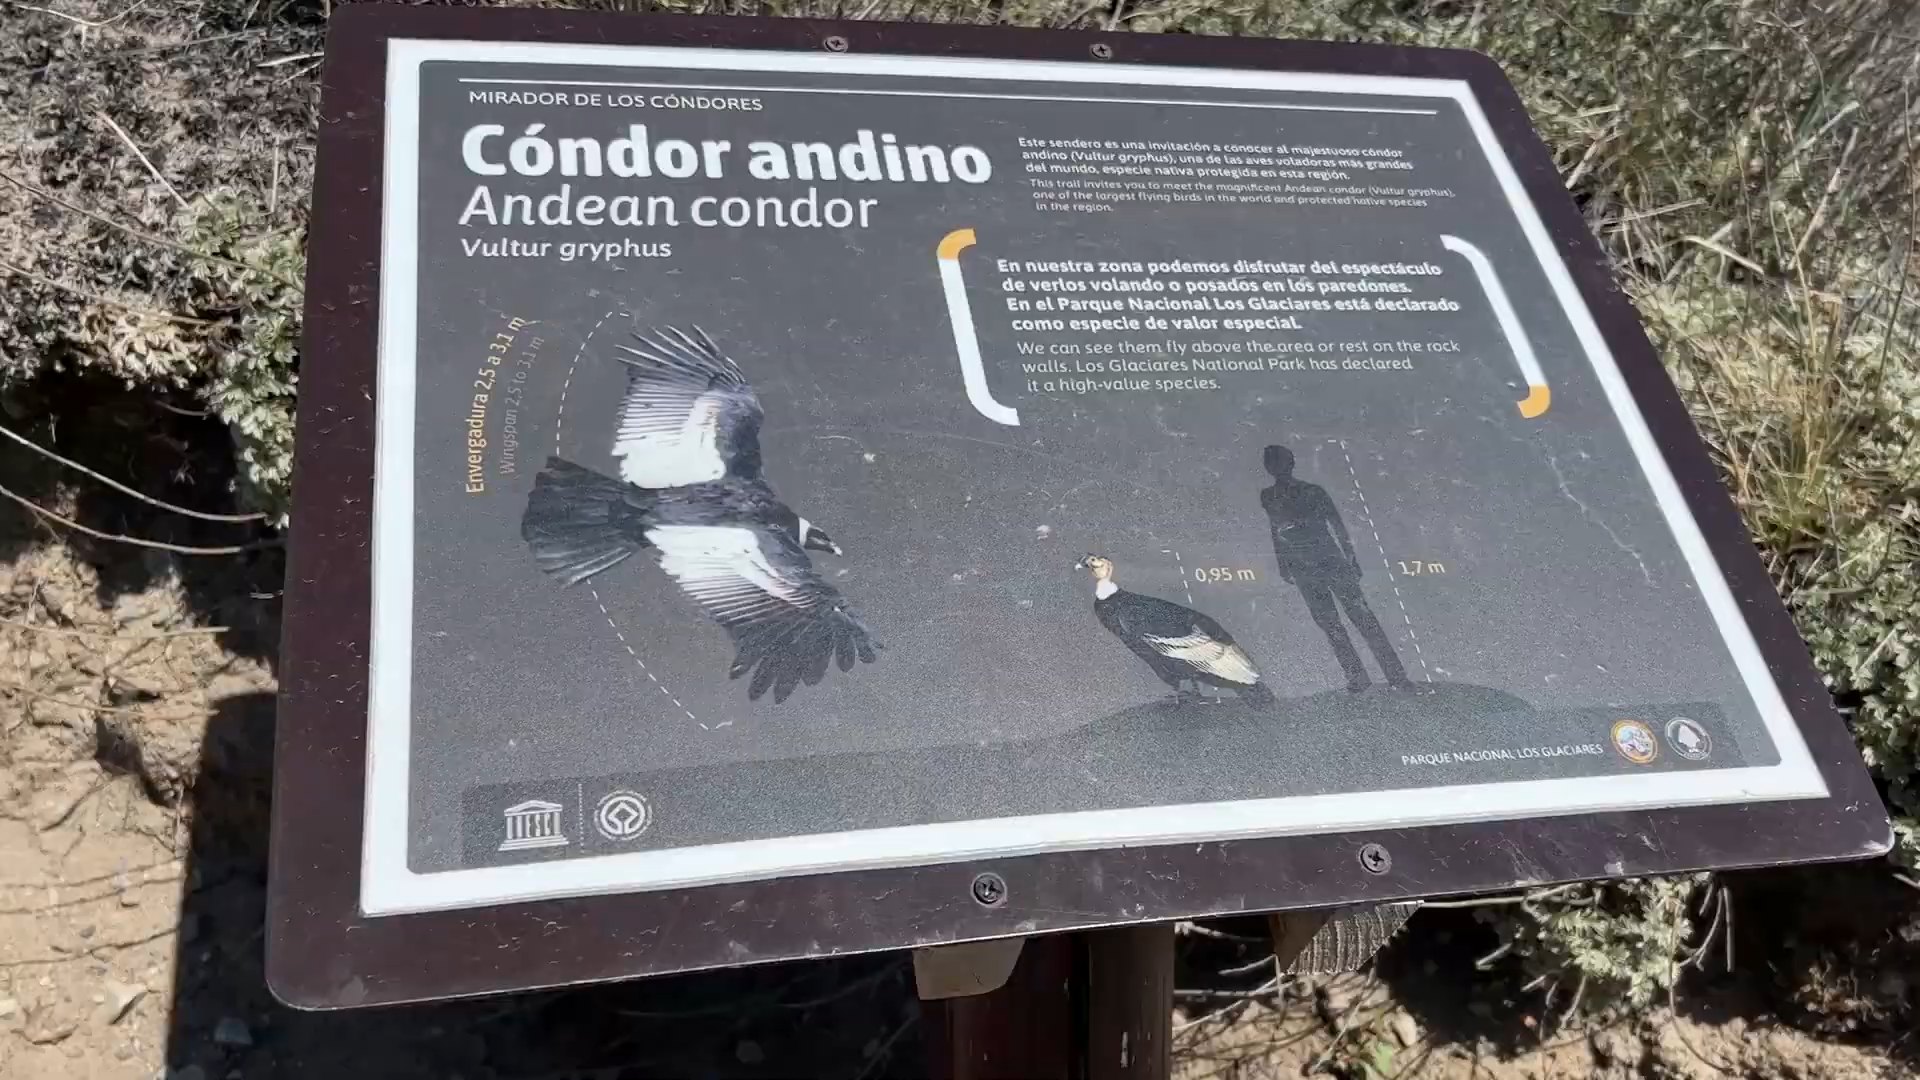 MIRADOR DE LOS CÓNDORES
Cóndor andino
Andean condor
Vultur gryphus
Este sendero es una invitación a conocer al majestuoso cóndor
andino (Vultur gryphus), una de las aves voladoras más grandes
del mundo, especie nativa protegida en esta región.
This trail invites you to meet the magnificent Andean condor (Vultur gryphus),
one of the largest flying birds in the world and protected native species
in the region.
En nuestra zona podemos disfrutar del espectáculo
de verlos volando o posados en los paredones.
En el Parque Nacional Los Glaciares está declarado
como especie de valor especial.
We can see them fly above the area or rest on the rock
walls. Los Glaciares National Park has declared
it a high-value species.
Envergadura 2,5 a 3,1 m
Wingspan 2,5 to 3,1 m
0,95 m
1,7 m
PARQUE NACIONAL LOS GLACIARES
UNESCO